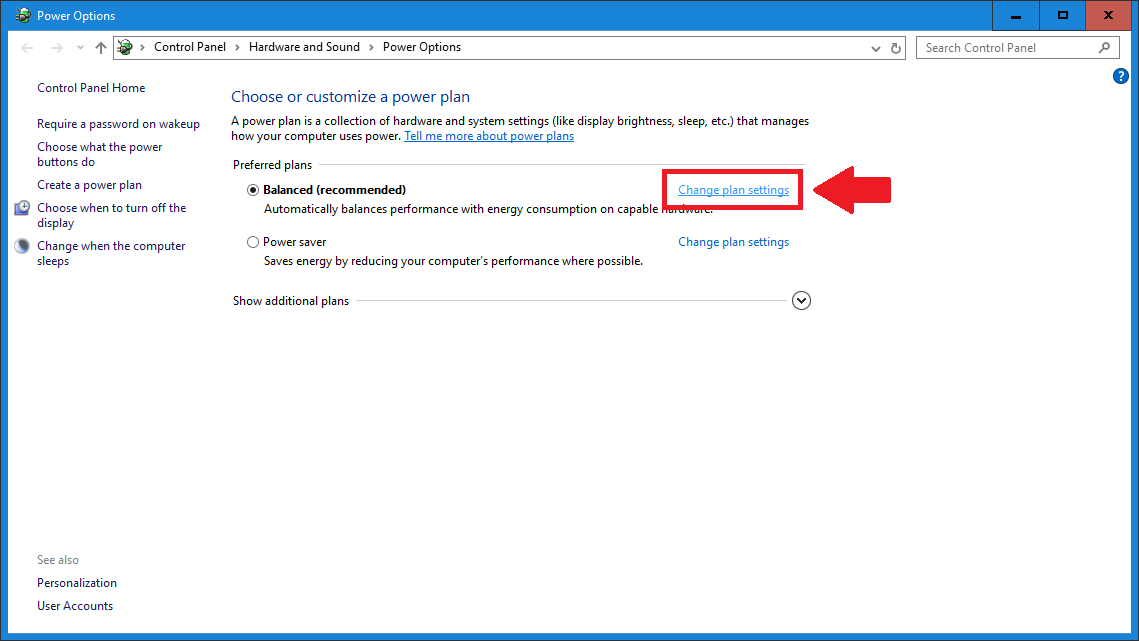 Power Options
Control Panel > Hardware and Sound > Power Options
Search Control Panel
?
Control Panel Home
Require a password on wakeup
Choose what the power
buttons do
Create a power plan
Choose when to turn off the
display
Change when the computer
sleeps
See also
Personalization
User Accounts
Choose or customize a power plan
A power plan is a collection of hardware and system settings (like display brightness, sleep, etc.) that manages
how your computer uses power. Tell me more about power plans
Preferred plans
Balanced (recommended) Change plan settings
Automatically balances performance with energy consumption on capable hardware.
Power saver Change plan settings
Saves energy by reducing your computer's performance where possible.
Show additional plans